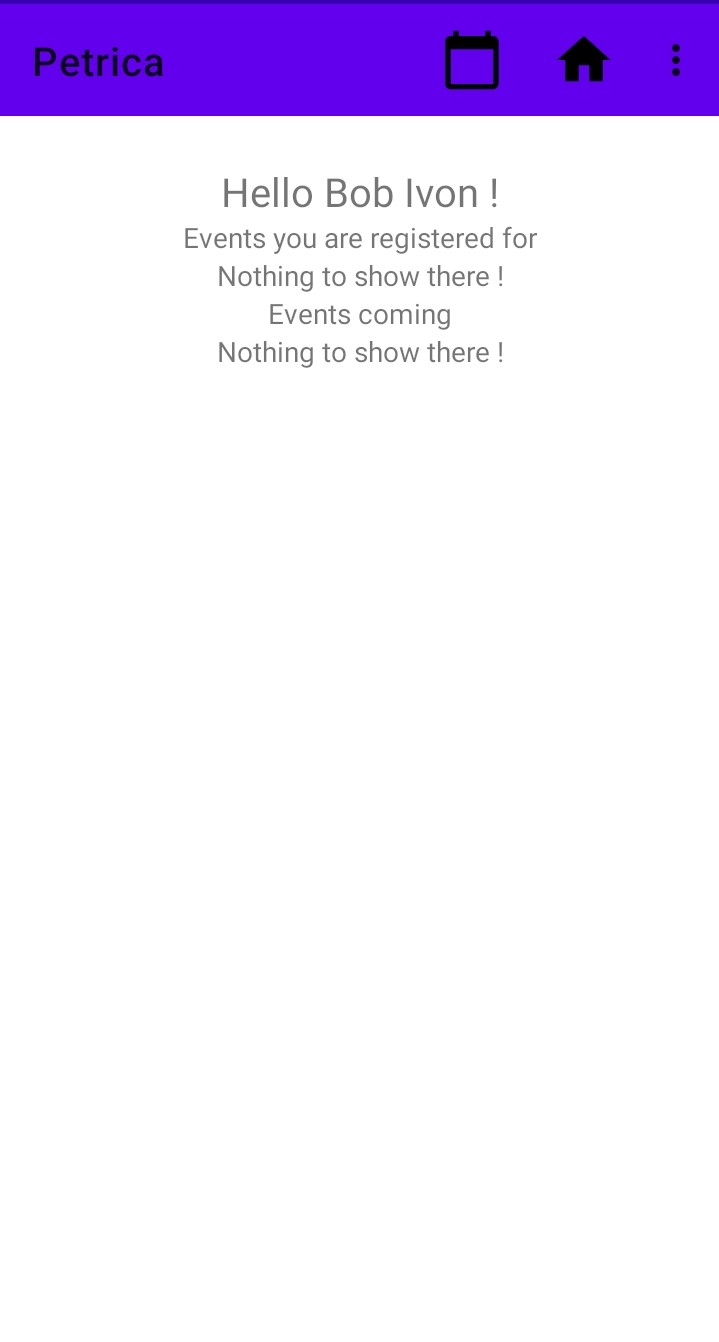 Petrica
Hello Bob Ivon !
Events you are registered for
Nothing to show there !
Events coming
Nothing to show there !